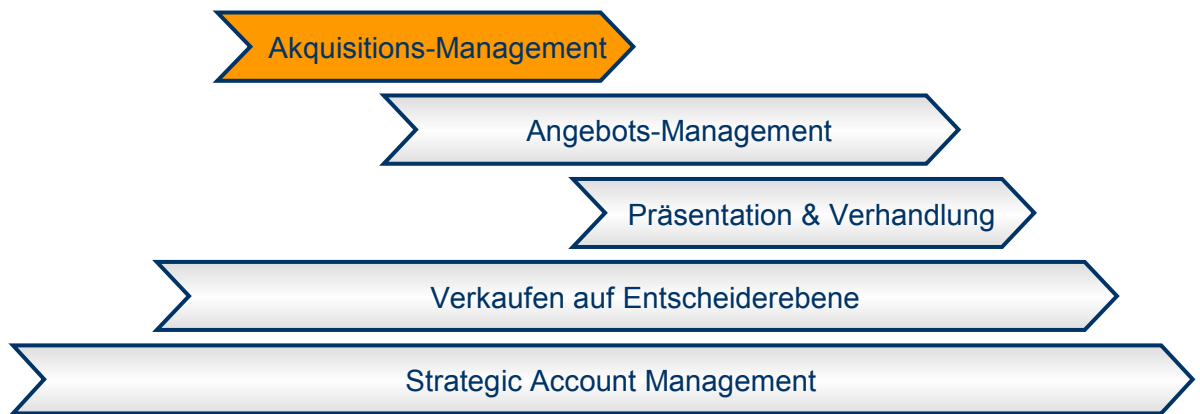 Akquisitions-Management
Angebots-Management
Präsentation & Verhandlung
Verkaufen auf Entscheiderebene
Strategic Account Management